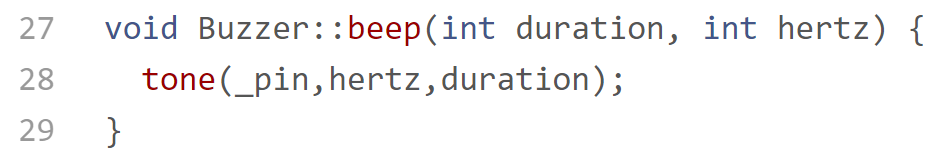 27 void Buzzer::beep(int duration, int hertz) {
28 tone(_pin,hertz,duration);
29 }